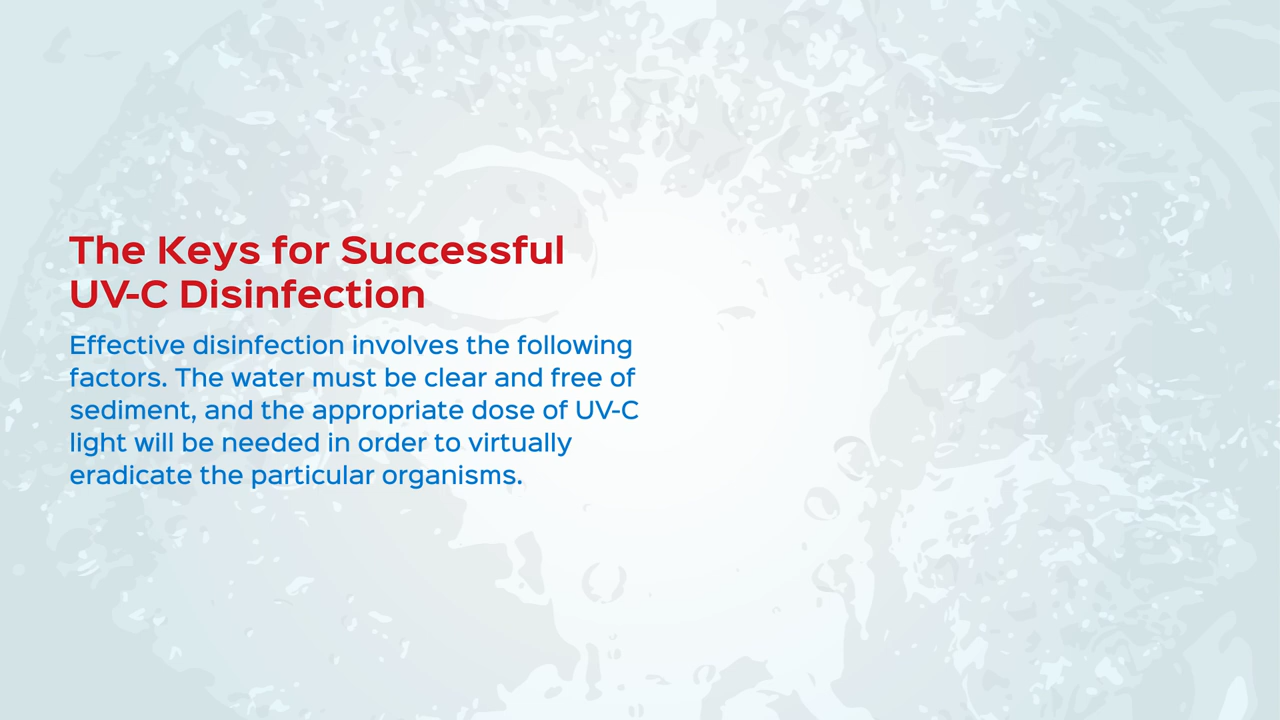 The Keys for Successful
UV-C Disinfection
Effective disinfection involves the following
factors. The water must be clear and free of
sediment, and the appropriate dose of UV-C
light will be needed in order to virtually
eradicate the particular organisms.